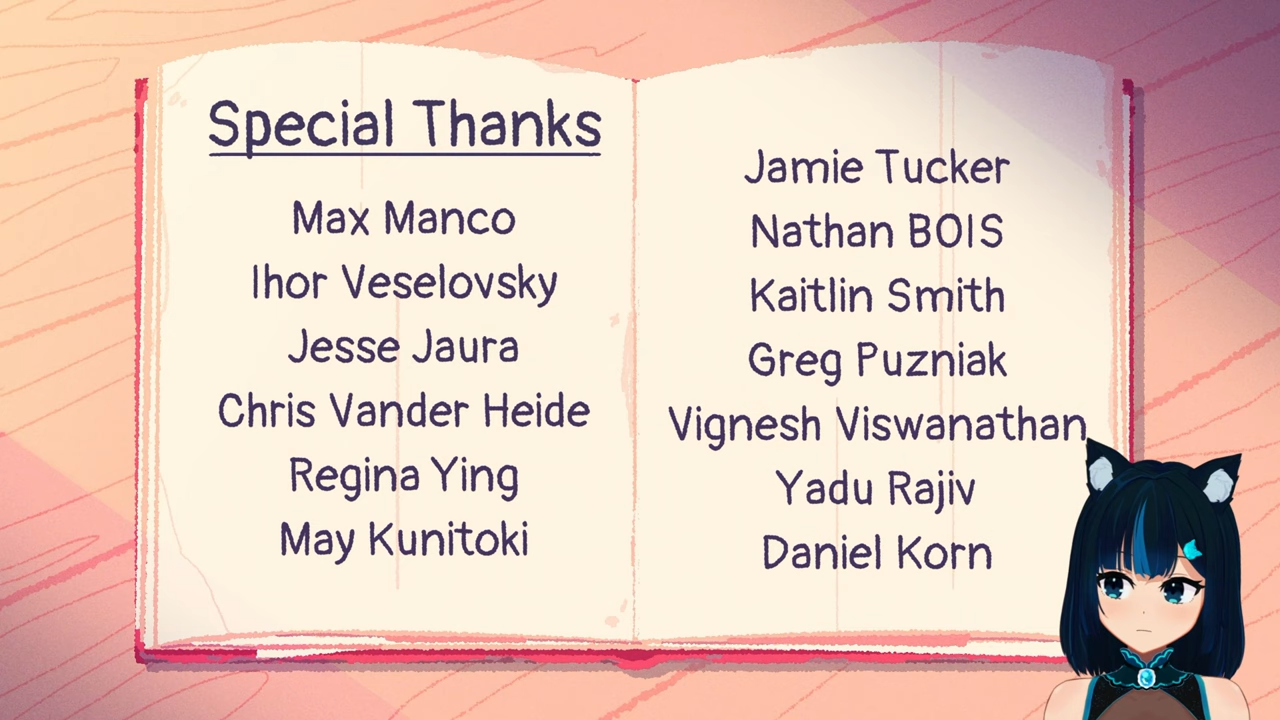 Special Thanks
Max Manco
Ihor Veselovsky
Jesse Jaura
Chris Vander Heide
Regina Ying
May Kunitoki
Jamie Tucker
Nathan BOIS
Kaitlin Smith
Greg Puzniak
Vignesh Viswanathan
Yadu Rajiv
Daniel Korn